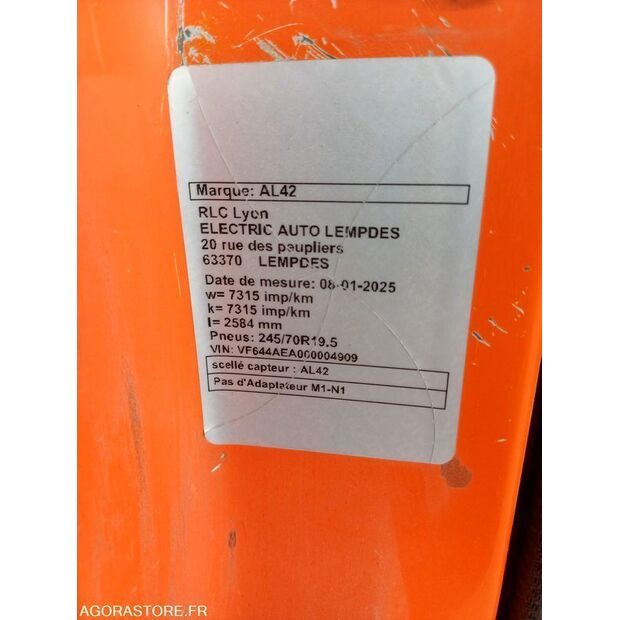 Marque: AL42
RLC Lyon
ELECTRIC AUTO LEMPDES
20 rue des peupliers
63370 LEMPDES
Date de mesure: 08-01-2025
w= 7315 imp/km
k= 7315 imp/km
l= 2584 mm
Pneus: 245/70R19.5
VIN: VF644AEA000004909
scellé capteur : AL42
Pas d'Adaptateur M1-N1
AGORASTORE.FR